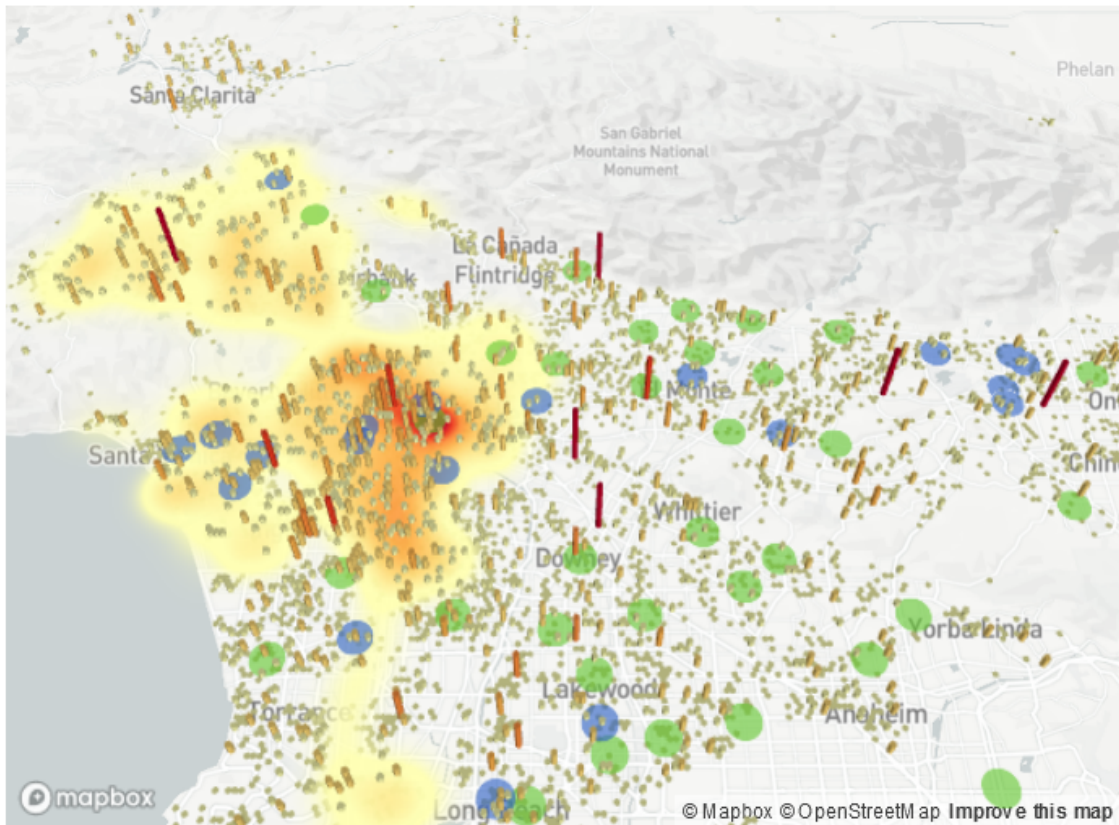 Phelan
Santa Clarita
San Gabriel
Mountains National
Monument
La Cañada
Flintridge
Monte
Santa
Whittier
Downey
Yorba Linda
Lakewood
Torrance
Anaheim
Long Beach
mapbox
© Mapbox © OpenStreetMap Improve this map